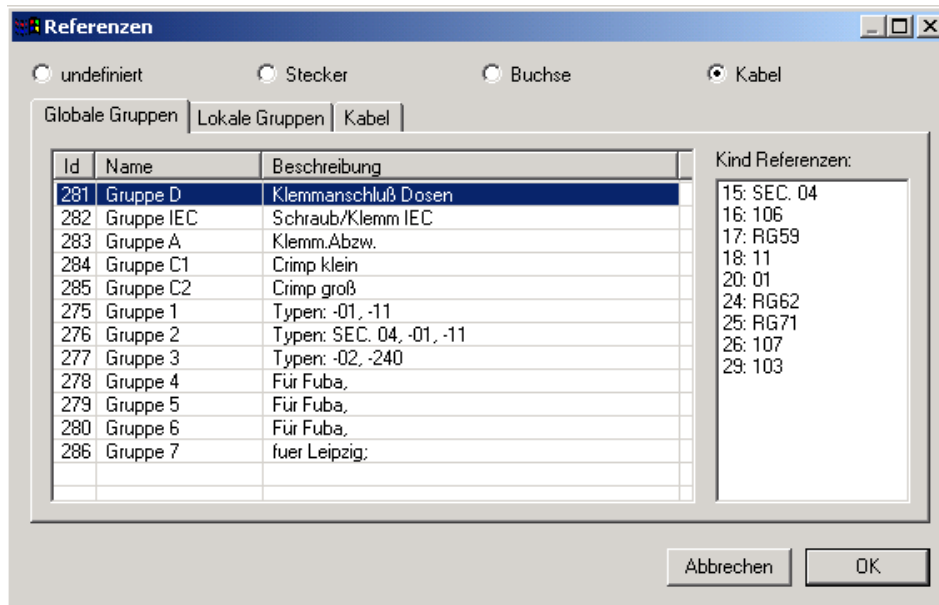 Referenzen
undefiniert Stecker Buchse Kabel
Globale Gruppen Lokale Gruppen Kabel
Id Name Beschreibung
281 Gruppe D Klemmanschluß Dosen
282 Gruppe IEC Schraub/Klemm IEC
283 Gruppe A Klemm.Abzw.
284 Gruppe C1 Crimp klein
285 Gruppe C2 Crimp groß
275 Gruppe 1 Typen: -01, -11
276 Gruppe 2 Typen: SEC. 04, -01, -11
277 Gruppe 3 Typen: -02, -240
278 Gruppe 4 Für Fuba,
279 Gruppe 5 Für Fuba,
280 Gruppe 6 Für Fuba,
286 Gruppe 7 fuer Leipzig;
Kind Referenzen:
15: SEC. 04
16: 106
17: RG59
18: 11
20: 01
24: RG62
25: RG71
26: 107
29: 103
Abbrechen OK